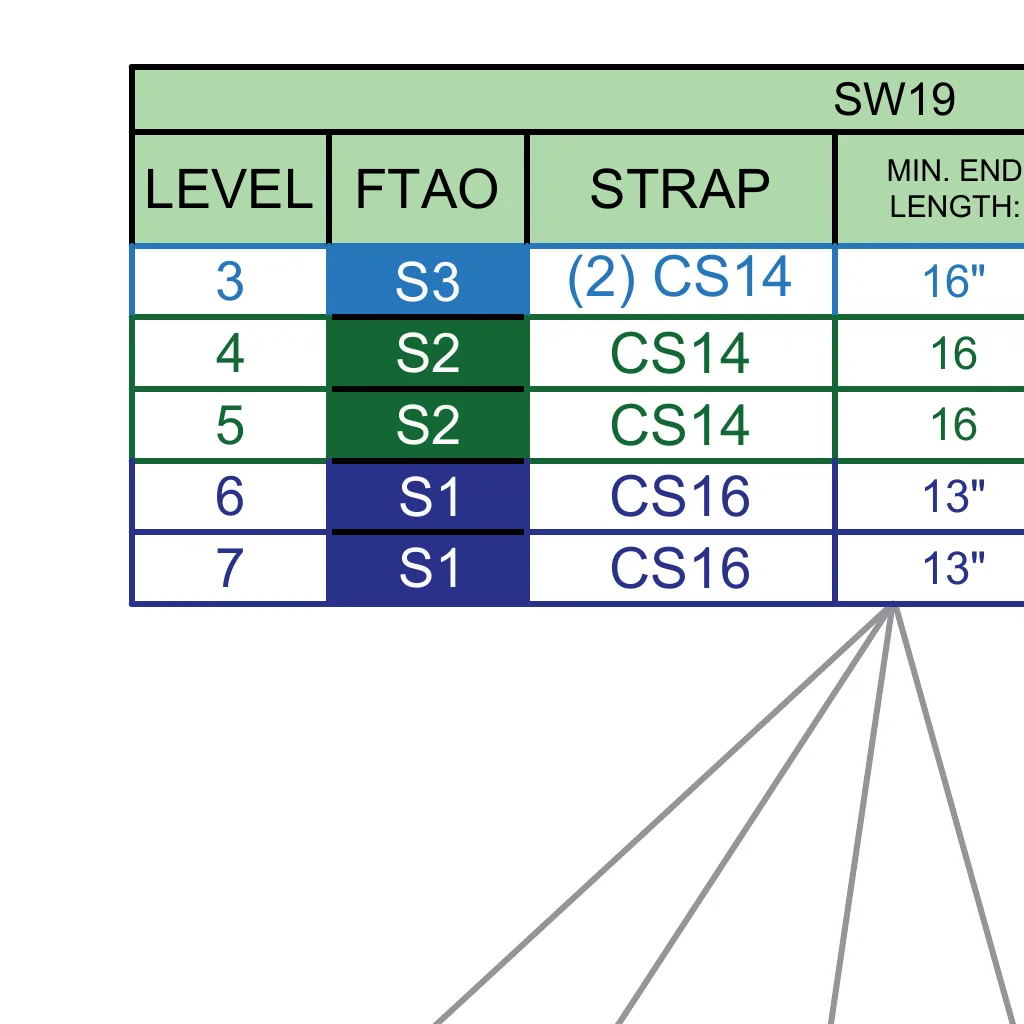 SW19
LEVEL FTAO STRAP MIN. END LENGTH:
3 S3 (2) CS14 16"
4 S2 CS14 16
5 S2 CS14 16
6 S1 CS16 13"
7 S1 CS16 13"